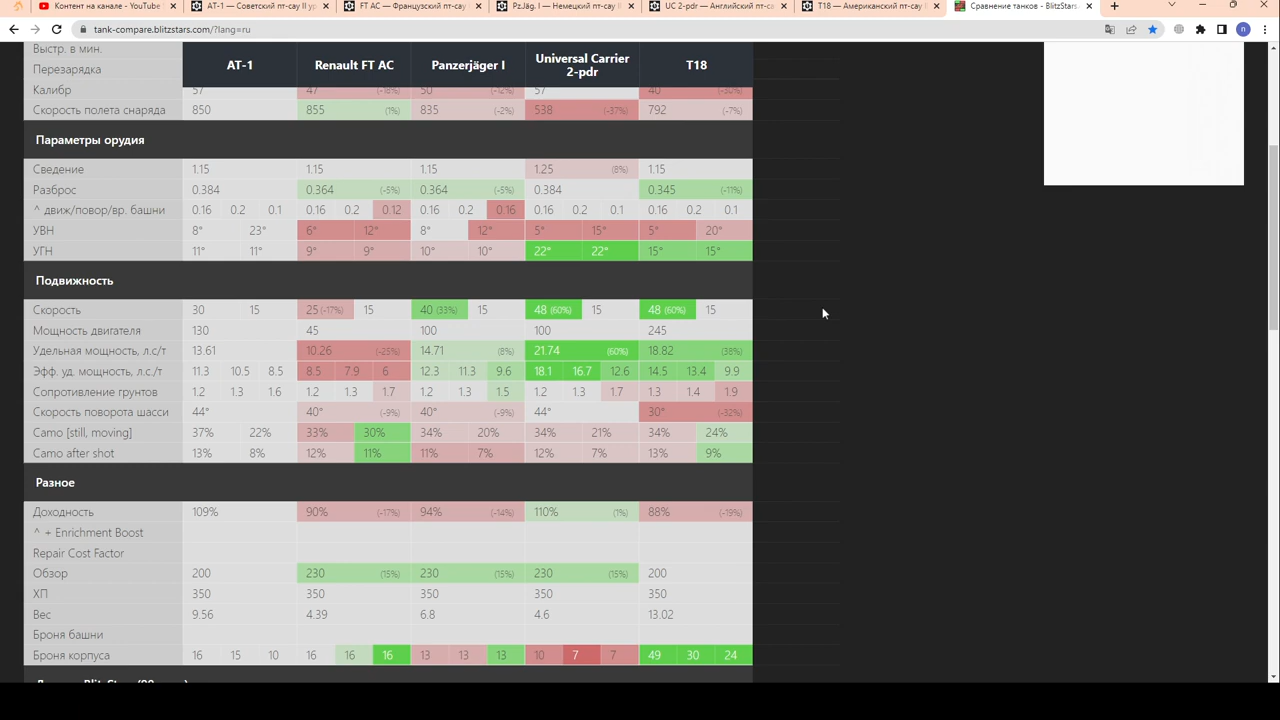 Контент на канале - YouTube
AT-1 — Советский пт-сау II ур
FT AC — Французский пт-сау
PzJäg. I — Немецкий пт-сау II
UC 2-pdr — Английский пт-са
T18 — Американский пт-сау I
Сравнение танков - BlitzStars
tank-compare.blitzstars.com/?lang=ru
n
AT-1 Renault FT AC Panzerjäger I Universal Carrier 2-pdr T18
Выстр. в мин.
Перезарядка
Калибр 57 47 (-18%) 50 (-12%) 57 40 (-30%)
Скорость полета снаряда 850 855 (1%) 835 (-2%) 538 (-37%) 792 (-7%)
Параметры орудия
Сведение 1.15 1.15 1.15 1.25 (8%) 1.15
Разброс 0.384 0.364 (-5%) 0.364 (-5%) 0.384 0.345 (-11%)
^ движ/повор/вр. башни 0.16 0.2 0.1 0.16 0.2 0.12 0.16 0.2 0.16 0.16 0.2 0.1 0.16 0.2 0.1
УВН 8° 23° 6° 12° 8° 12° 5° 15° 5° 20°
УГН 11° 11° 9° 9° 10° 10° 22° 22° 15° 15°
Подвижность
Скорость 30 15 25 (-17%) 15 40 (33%) 15 48 (60%) 15 48 (60%) 15
Мощность двигателя 130 45 100 100 245
Удельная мощность, л.с/т 13.61 10.26 (-25%) 14.71 (8%) 21.74 (60%) 18.82 (38%)
Эфф. уд. мощность, л.с./т 11.3 10.5 8.5 8.5 7.9 6 12.3 11.3 9.6 18.1 16.7 12.6 14.5 13.4 9.9
Сопротивление грунтов 1.2 1.3 1.6 1.2 1.3 1.7 1.2 1.3 1.5 1.2 1.3 1.7 1.3 1.4 1.9
Скорость поворота шасси 44° 40° (-9%) 40° (-9%) 44° 30° (-32%)
Camo [still, moving] 37% 22% 33% 30% 34% 20% 34% 21% 34% 24%
Camo after shot 13% 8% 12% 11% 11% 7% 12% 7% 13% 9%
Разное
Доходность 109% 90% (-17%) 94% (-14%) 110% (1%) 88% (-19%)
^ + Enrichment Boost
Repair Cost Factor
Обзор 200 230 (15%) 230 (15%) 230 (15%) 200
ХП 350 350 350 350 350
Вес 9.56 4.39 6.8 4.6 13.02
Броня башни
Броня корпуса 16 15 10 16 16 16 13 13 13 10 7 7 49 30 24